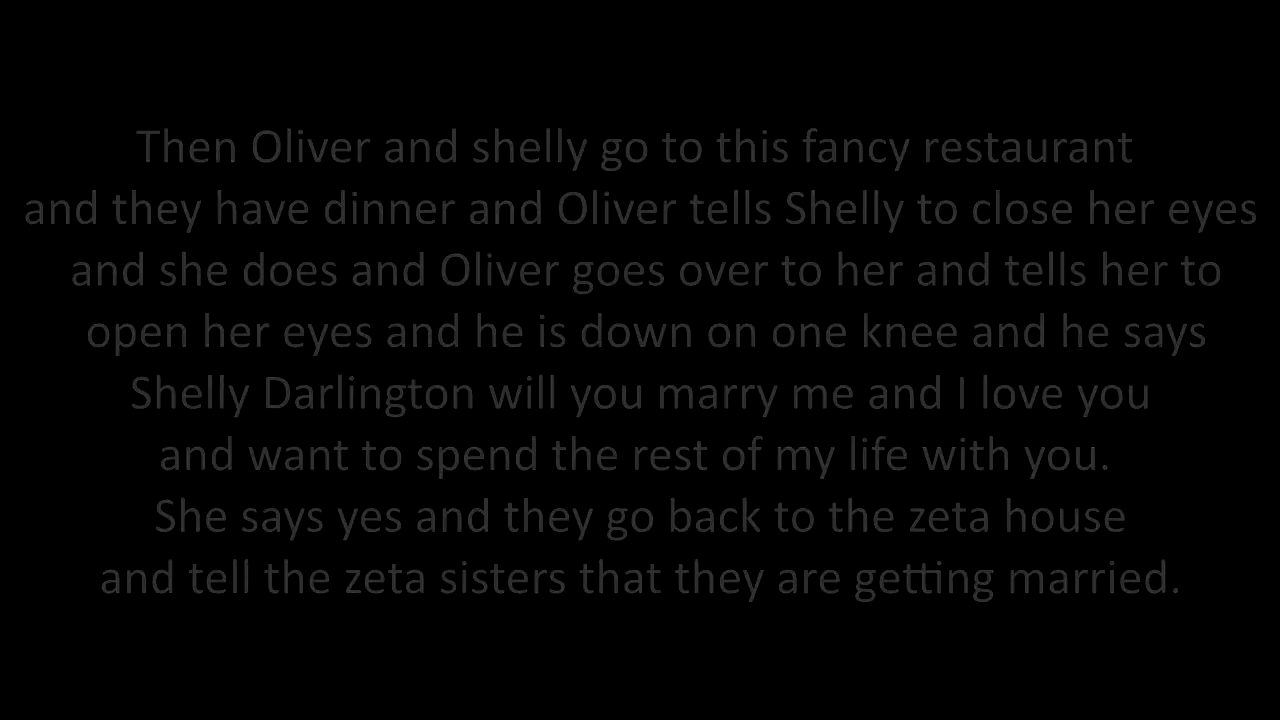 Then Oliver and shelly go to this fancy restaurant
and they have dinner and Oliver tells Shelly to close her eyes
and she does and Oliver goes over to her and tells her to
open her eyes and he is down on one knee and he says
Shelly Darlington will you marry me and I love you
and want to spend the rest of my life with you.
She says yes and they go back to the zeta house
and tell the zeta sisters that they are getting married.